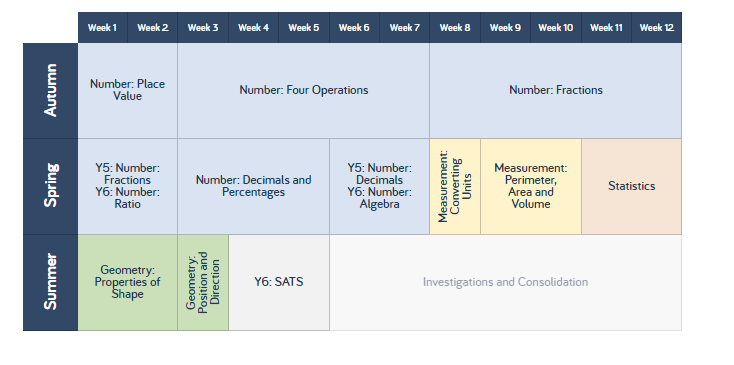 Week 1 Week 2 Week 3 Week 4 Week 5 Week 6 Week 7 Week 8 Week 9 Week 10 Week 11 Week 12
Autumn
Number: Place
Value
Number: Four Operations
Number: Fractions
Spring
Y5: Number:
Fractions
Y6: Number:
Ratio
Number: Decimals and
Percentages
Y5: Number:
Decimals
Y6: Number:
Algebra
Measurement:
Converting
Units
Measurement:
Perimeter,
Area and
Volume
Statistics
Summer
Geometry:
Properties of
Shape
Geometry:
Position and
Direction
Y6: SATS
Investigations and Consolidation